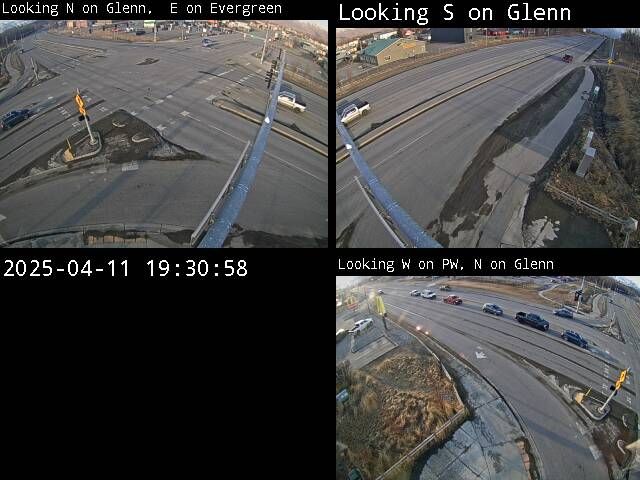 Looking N on Glenn, E on Evergreen
Looking S on Glenn
2025-04-11 19:30:58
Looking W on PW, N on Glenn